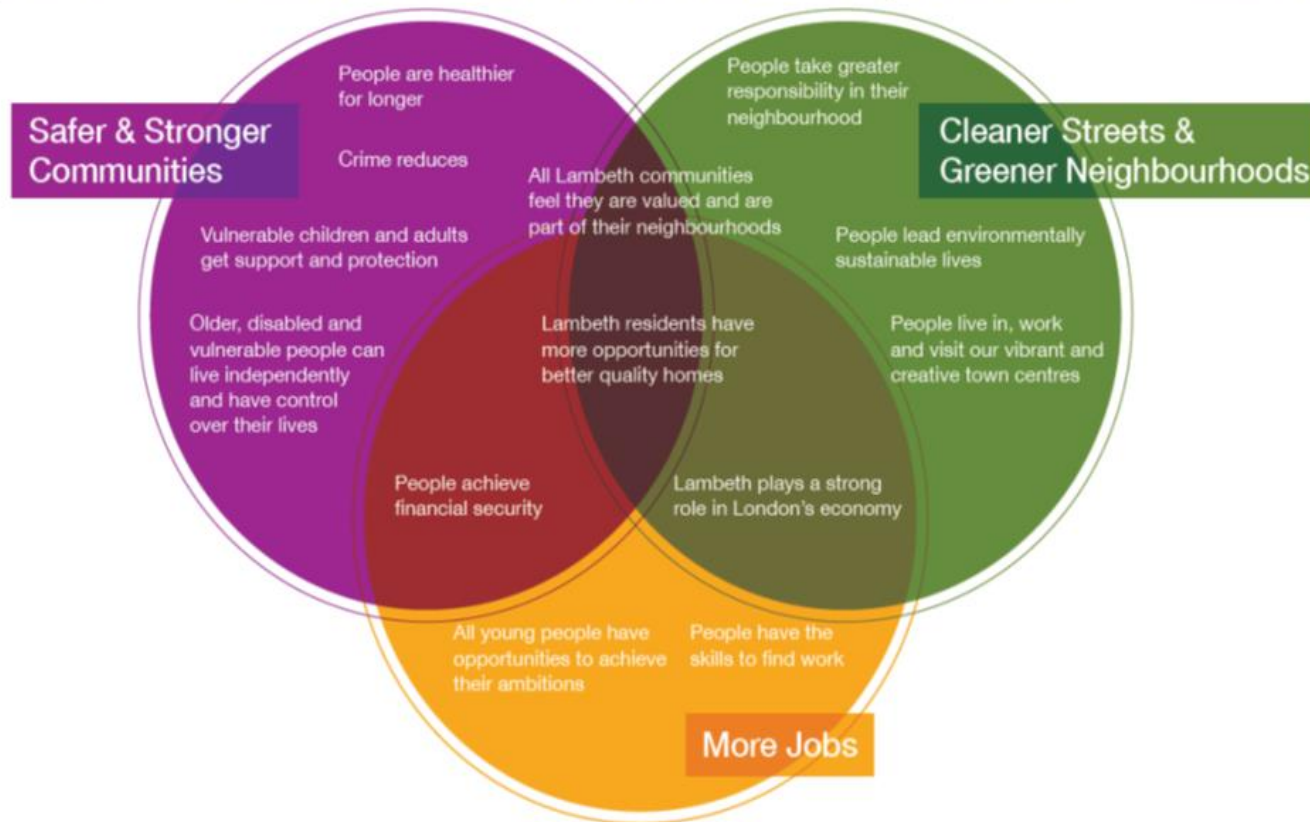 People are healthier
for longer
People take greater
responsibility in their
neighbourhood
Safer & Stronger
Communities
Cleaner Streets &
Greener Neighbourhoods
Crime reduces
All Lambeth communities
feel they are valued and are
part of their neighbourhoods
Vulnerable children and adults
get support and protection
People lead environmentally
sustainable lives
Older, disabled and
vulnerable people can
live independently
and have control
over their lives
Lambeth residents have
more opportunities for
better quality homes
People live in, work
and visit our vibrant and
creative town centres
People achieve
financial security
Lambeth plays a strong
role in London's economy
All young people have
opportunities to achieve
their ambitions
People have the
skills to find work
More Jobs